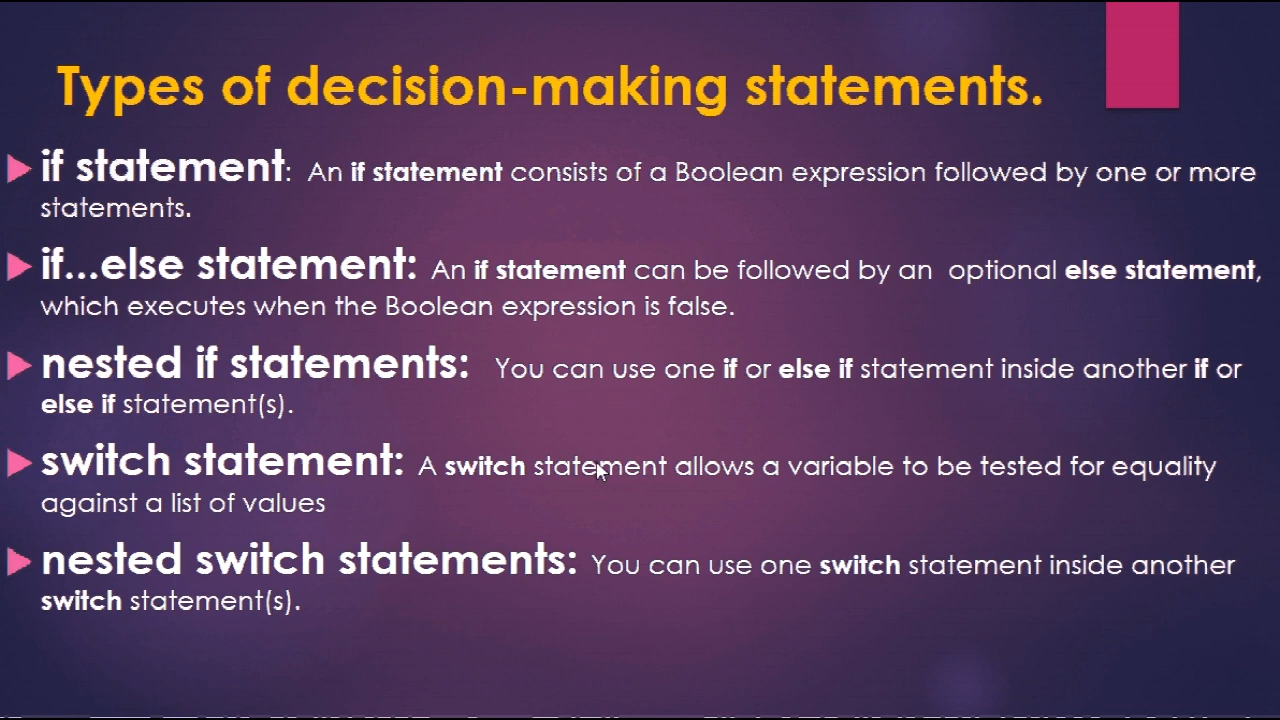 Types of decision-making statements.
if statement: An if statement consists of a Boolean expression followed by one or more
statements.
if...else statement: An if statement can be followed by an optional else statement,
which executes when the Boolean expression is false.
nested if statements: You can use one if or else if statement inside another if or
else if statement(s).
switch statement: A switch statement allows a variable to be tested for equality
against a list of values
nested switch statements: You can use one switch statement inside another
switch statement(s).